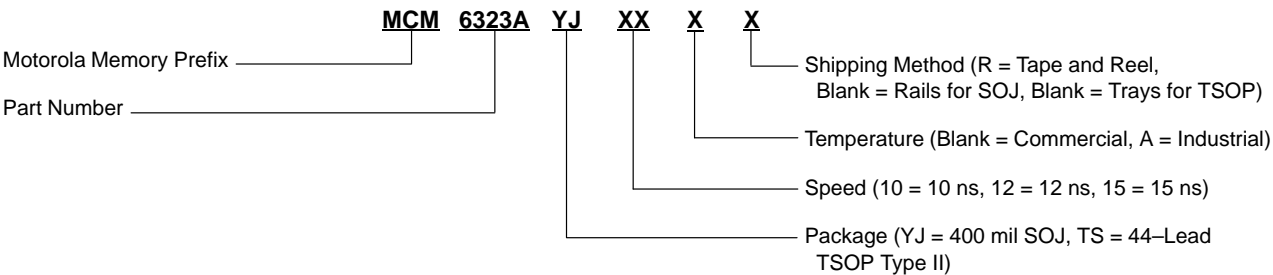 MCM 6323A YJ XX X X
Motorola Memory Prefix
Part Number
Shipping Method (R = Tape and Reel,
Blank = Rails for SOJ, Blank = Trays for TSOP)
Temperature (Blank = Commercial, A = Industrial)
Speed (10 = 10 ns, 12 = 12 ns, 15 = 15 ns)
Package (YJ = 400 mil SOJ, TS = 44–Lead
TSOP Type II)